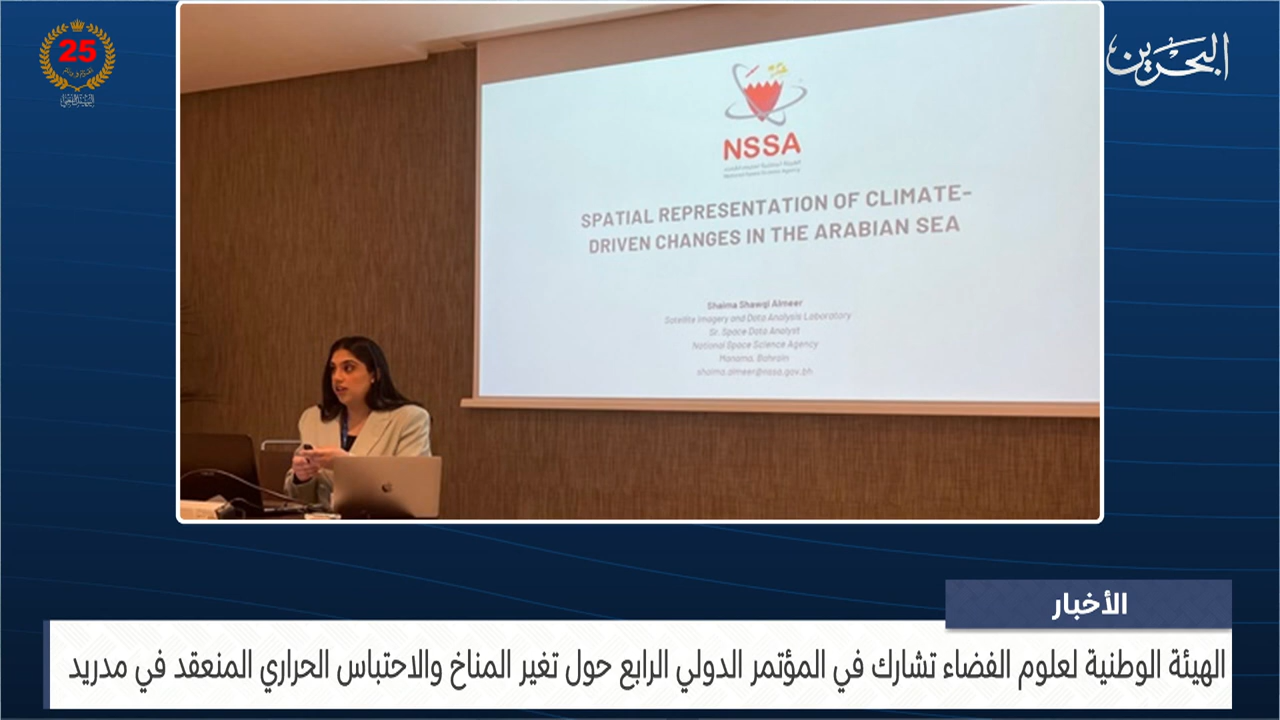 25
البحرين
NSSA
National Space Science Agency
SPATIAL REPRESENTATION OF CLIMATE-
DRIVEN CHANGES IN THE ARABIAN SEA
Shaima Shawqi Almeer
Satellite Imagery and Data Analysis Laboratory
Sr. Space Data Analyst
National Space Science Agency
Manama, Bahrain
shaima.almeer@nssa.gov.bh
الأخبار
الهيئة الوطنية لعلوم الفضاء تشارك في المؤتمر الدولي الرابع حول تغير المناخ والاحتباس الحراري المنعقد في مدريد